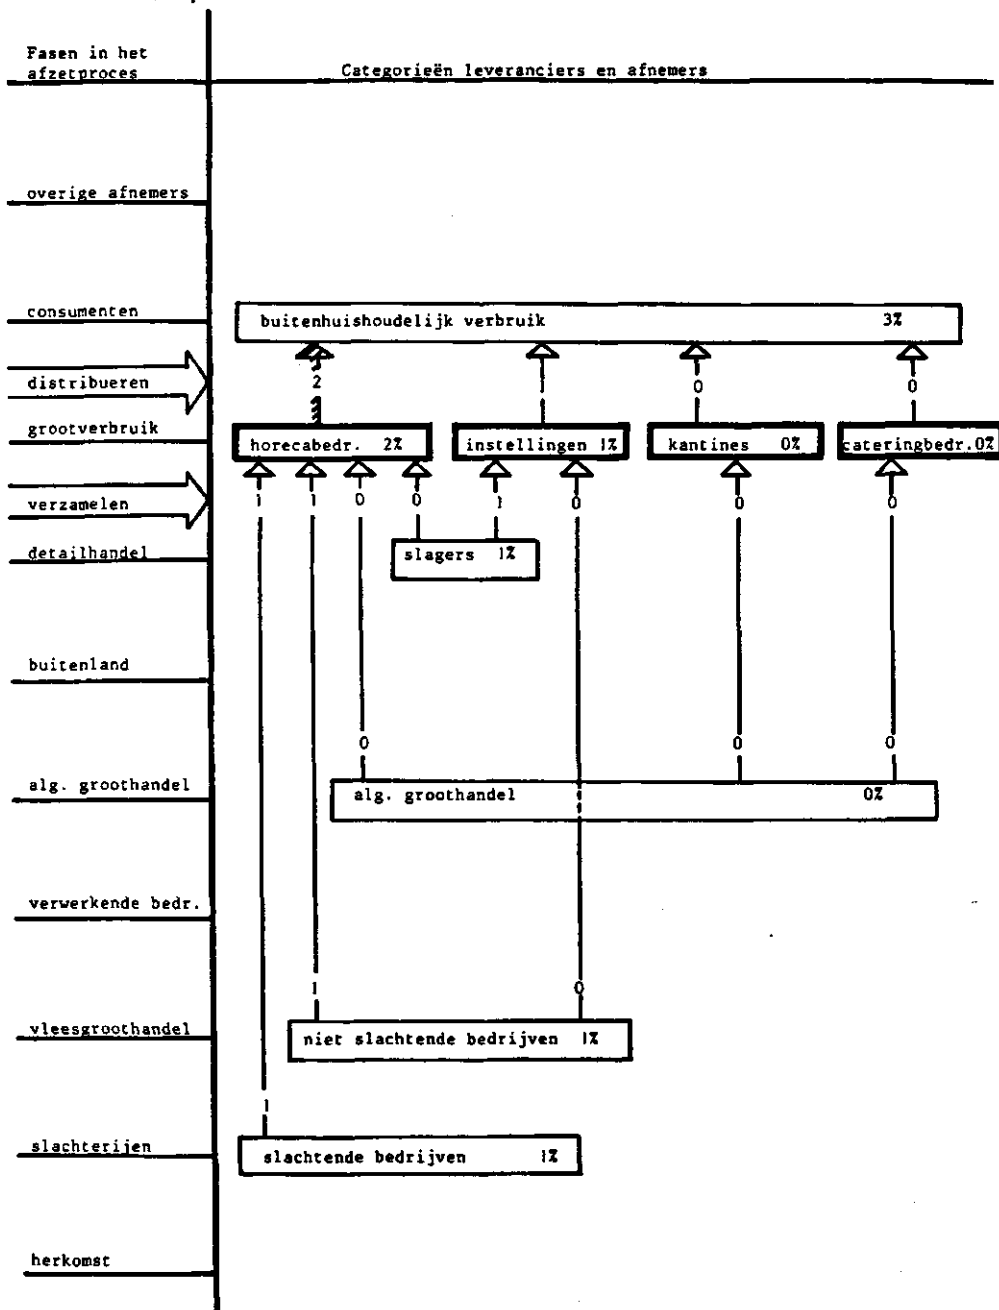 Fasen in het
afzetproces
Categorieën leveranciers en afnemers
overige afnemers
consumenten
buitenhuishoudelijk verbruik 3%
distribueren
2 1 0 0
grootverbruik
horecabedr. 2% instellingen 1% kantines 0% cateringbedr. 0%
verzamelen
1 1 0 0 1 0 0 0
detailhandel
slagers 1%
buitenland
0 0 0
alg. groothandel
alg. groothandel 0%
verwerkende bedr.
1 0
vleesgroothandel
niet slachtende bedrijven 1%
1
slachterijen
slachtende bedrijven 1%
herkomst